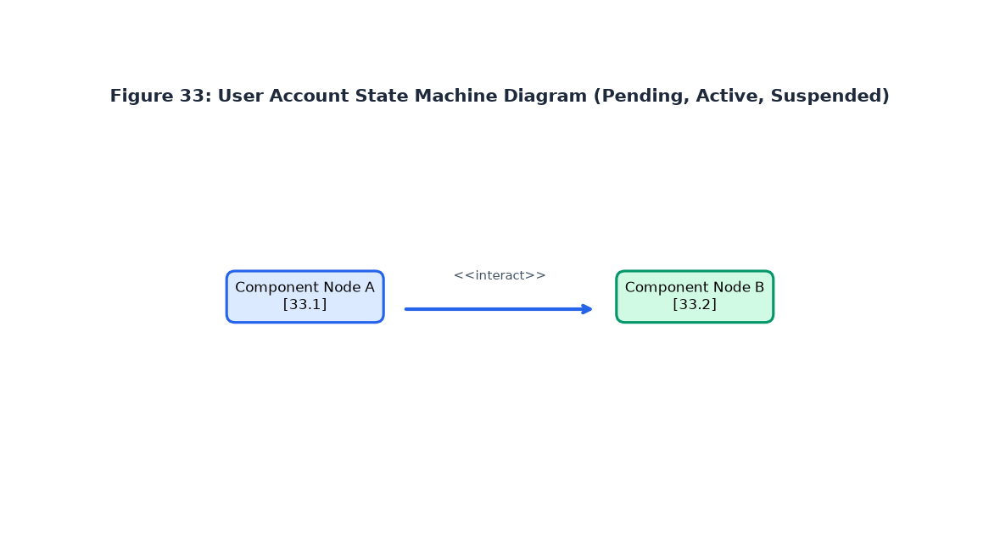 Figure 33: User Account State Machine Diagram (Pending, Active, Suspended)
Component Node A
[33.1]
<<interact>>
Component Node B
[33.2]